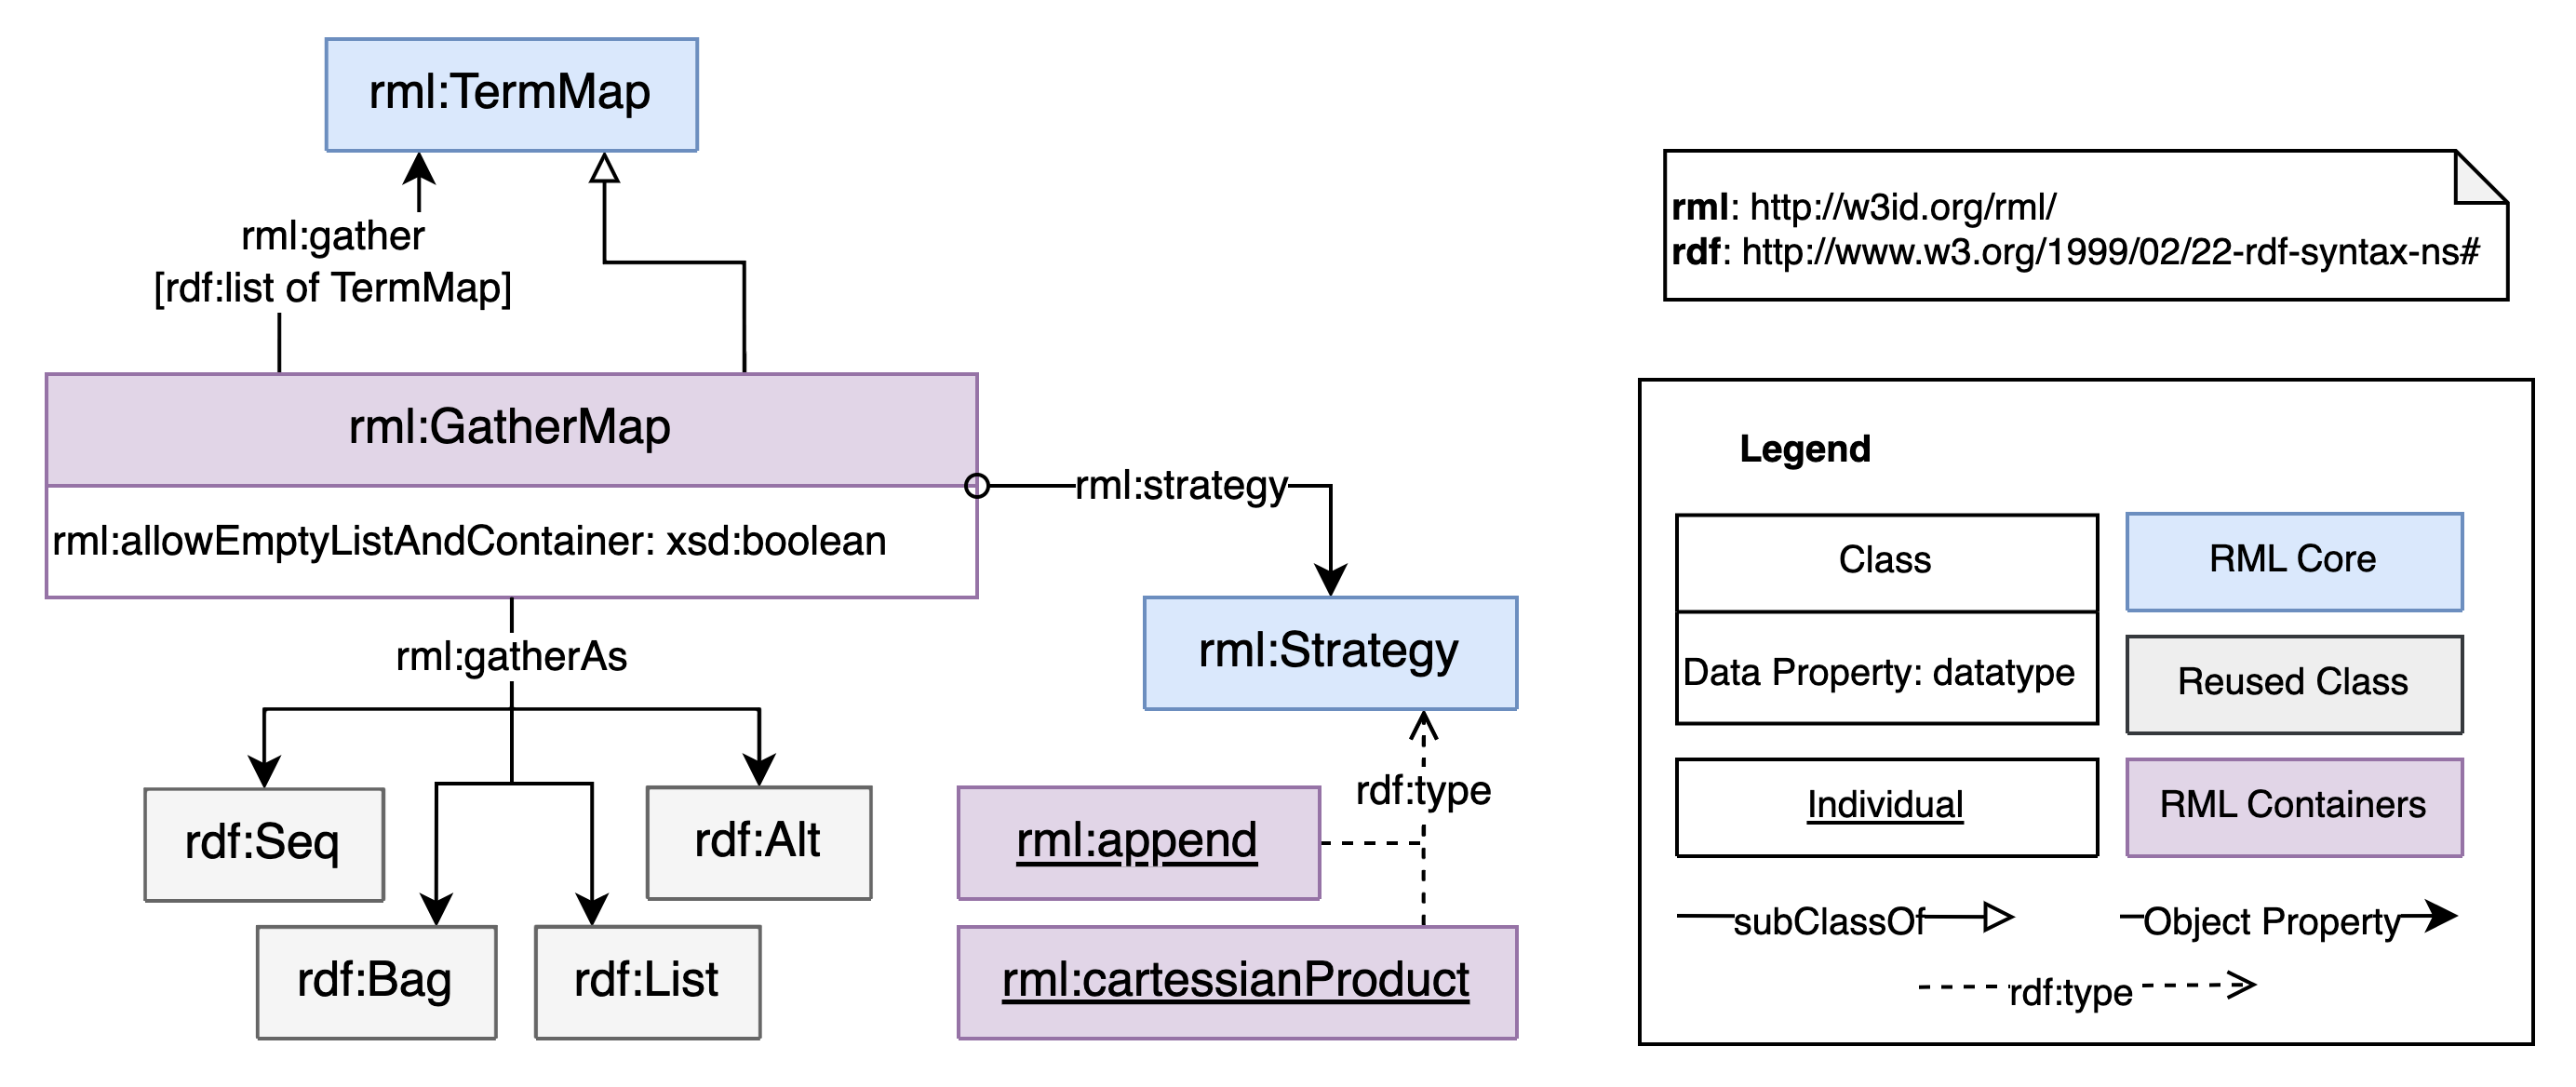 rml:TermMap
rml:gather
[rdf:list of TermMap]
rml:GatherMap
rml:allowEmptyListAndContainer: xsd:boolean
rml:strategy
rml:gatherAs
rml:Strategy
rdf:type
rdf:Seq
rdf:Alt
rdf:Bag
rdf:List
rml:append
rml:cartessianProduct
rml: http://w3id.org/rml/
rdf: http://www.w3.org/1999/02/22-rdf-syntax-ns#
Legend
Class
Data Property: datatype
Individual
RML Core
Reused Class
RML Containers
subClassOf
Object Property
rdf:type